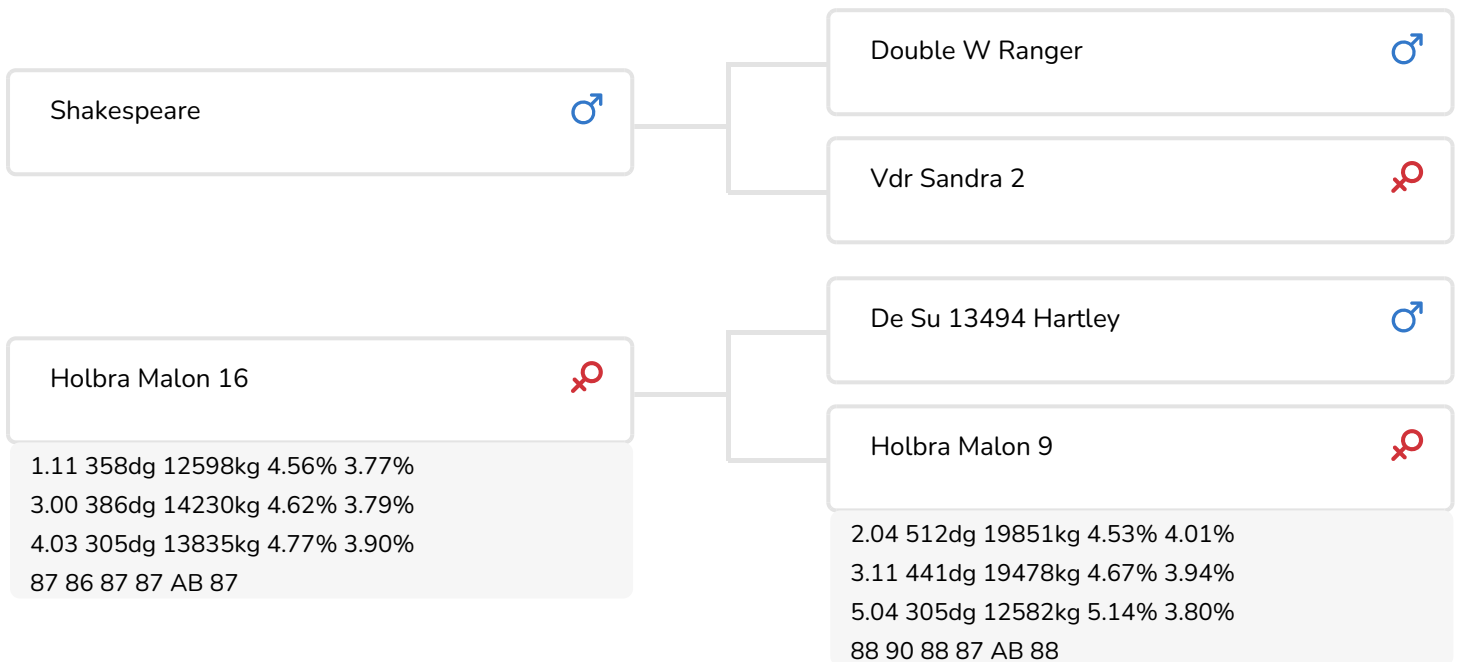 Double W Ranger
Shakespeare
Vdr Sandra 2
De Su 13494 Hartley
Holbra Malon 16
1.11 358dg 12598kg 4.56% 3.77%
3.00 386dg 14230kg 4.62% 3.79%
4.03 305dg 13835kg 4.77% 3.90%
87 86 87 87 AB 87
Holbra Malon 9
2.04 512dg 19851kg 4.53% 4.01%
3.11 441dg 19478kg 4.67% 3.94%
5.04 305dg 12582kg 5.14% 3.80%
88 90 88 87 AB 88